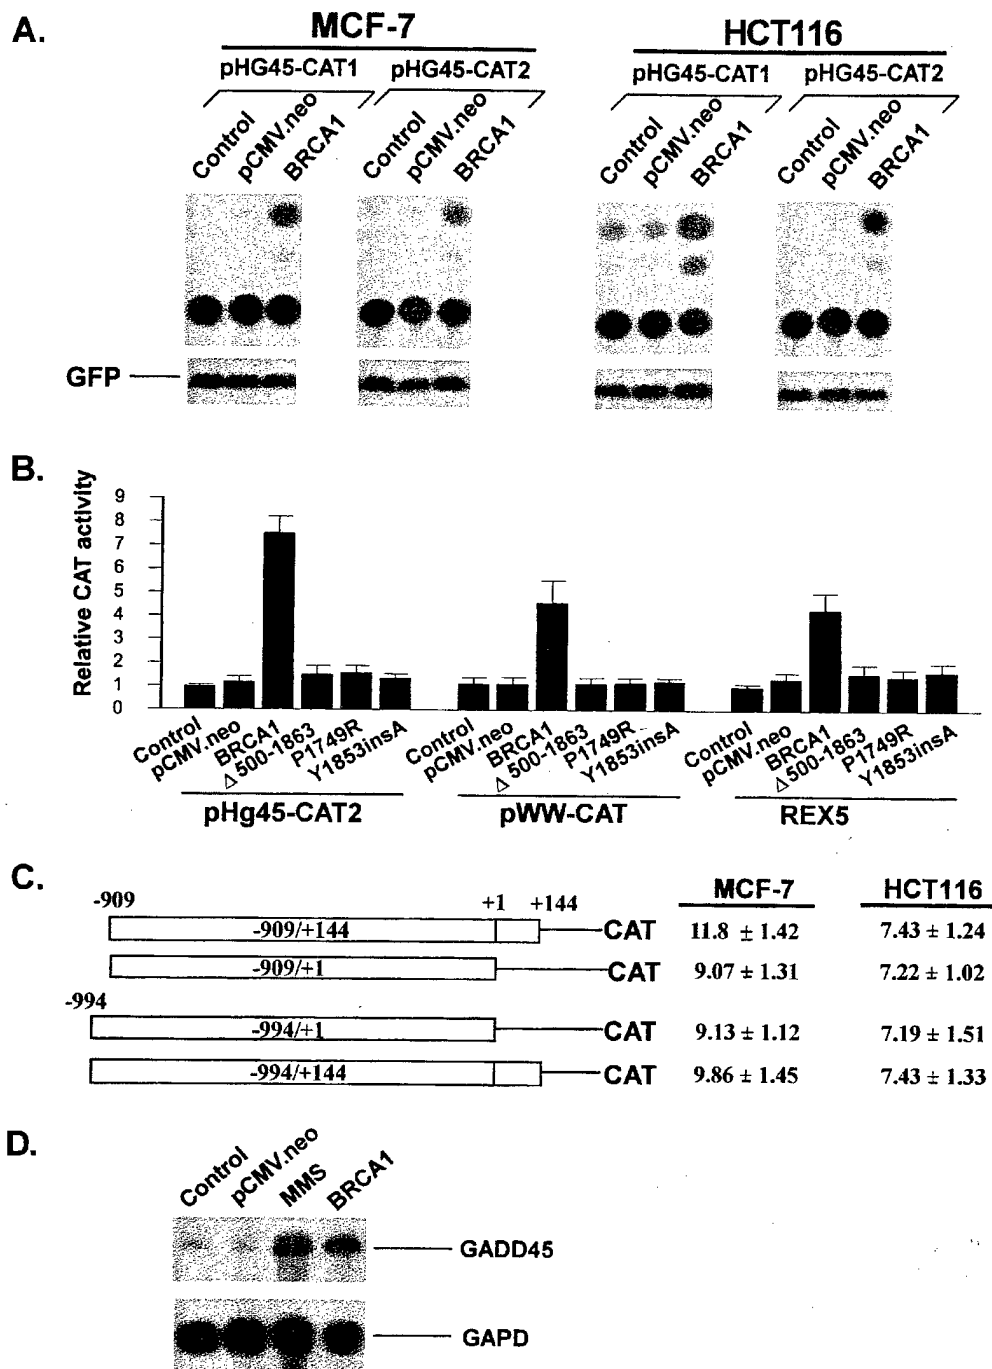 A.
MCF-7
HCT116
pHG45-CAT1
pHG45-CAT2
pHG45-CAT1
pHG45-CAT2
Control
pCMV.neo
BRCA1
Control
pCMV.neo
BRCA1
Control
pCMV.neo
BRCA1
Control
pCMV.neo
BRCA1
GFP
B.
Relative CAT activity
9
8
7
6
5
4
3
2
1
0
Control
pCMV.neo
BRCA1
Δ500-1863
P1749R
Y1853insA
Control
pCMV.neo
BRCA1
Δ500-1863
P1749R
Y1853insA
Control
pCMV.neo
BRCA1
Δ500-1863
P1749R
Y1853insA
pHg45-CAT2
pWW-CAT
REX5
C.
MCF-7
HCT116
-909
+1
+144
-909/+144
CAT
11.8 ± 1.42
7.43 ± 1.24
-909/+1
CAT
9.07 ± 1.31
7.22 ± 1.02
-994
-994/+1
CAT
9.13 ± 1.12
7.19 ± 1.51
-994/+144
CAT
9.86 ± 1.45
7.43 ± 1.33
D.
Control
pCMV.neo
MMS
BRCA1
GADD45
GAPD